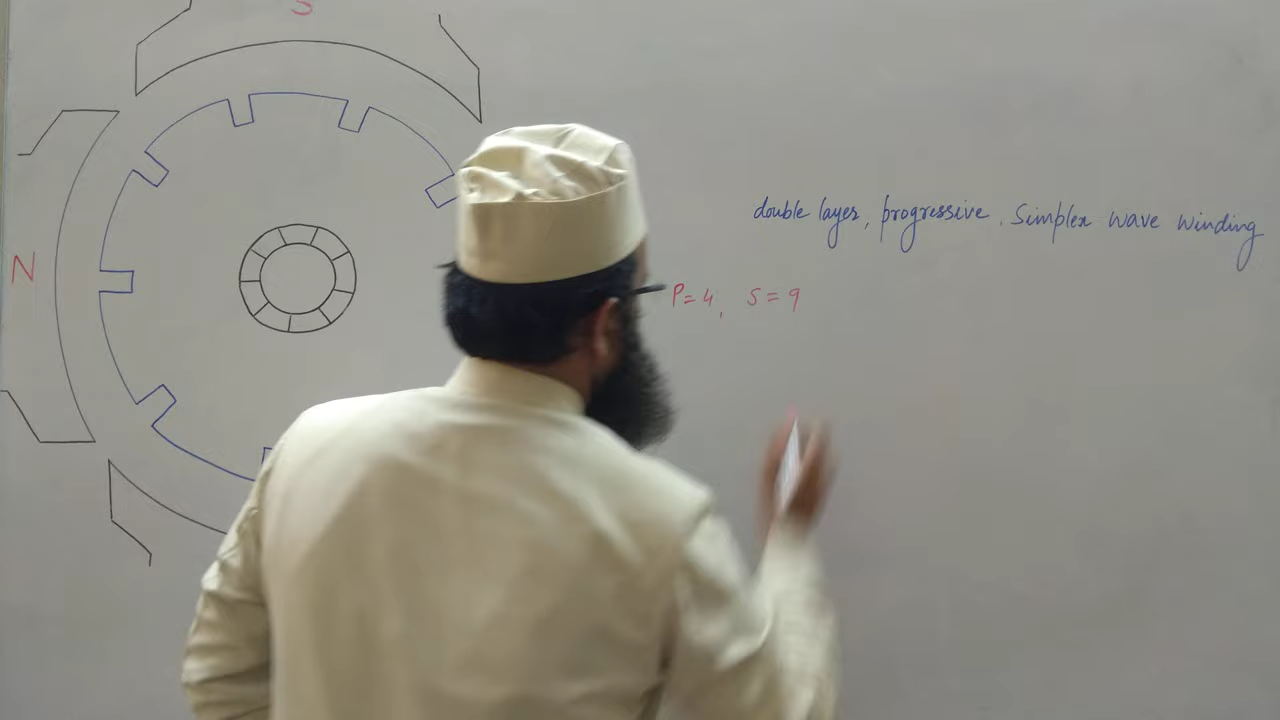 S
N
double layer, progressive. Simplex wave winding
P=4, S=9